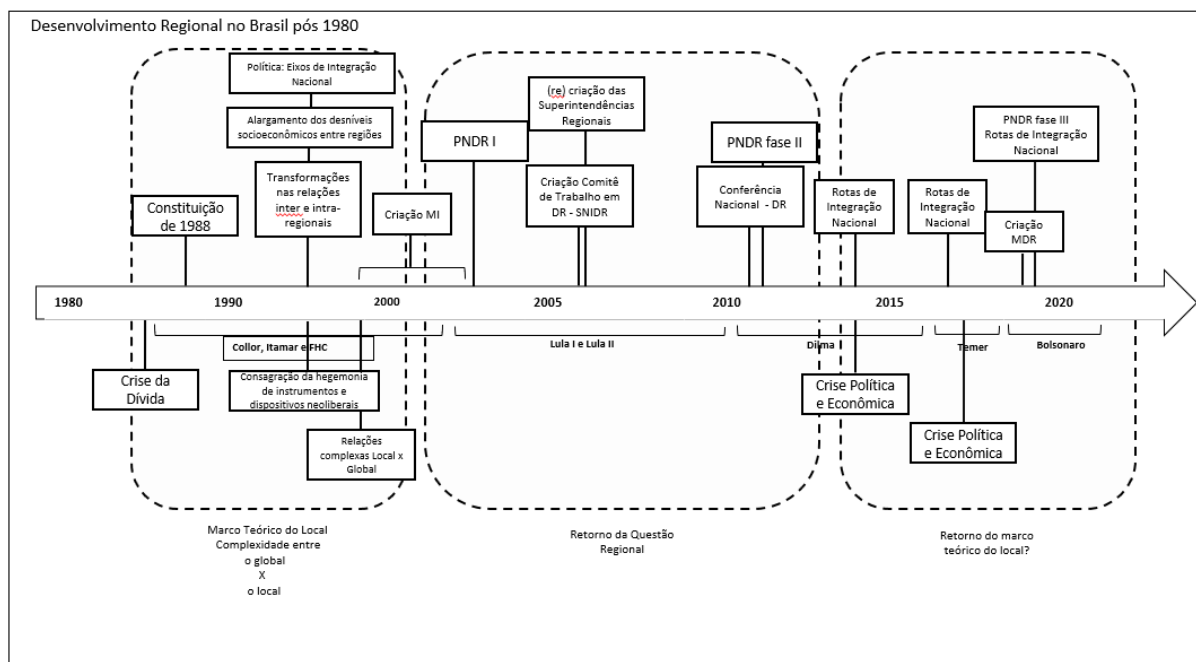 Desenvolvimento Regional no Brasil pós 1980
Política: Eixos de Integração
Nacional
Alargamento dos desníveis
socioeconômicos entre regiões
Transformações
nas relações
inter e intra-
regionais
Constituição
de 1988
Criação MI
PNDR I
(re) criação das
Superintendências
Regionais
Criação Comitê
de Trabalho em
DR - SNIDR
PNDR fase II
Conferência
Nacional - DR
Rotas de
Integração
Nacional
Rotas de
Integração
Nacional
PNDR fase III
Rotas de Integração
Nacional
Criação
MDR
1980
1990
2000
2005
2010
2015
2020
Collor, Itamar e FHC
Lula I e Lula II
Dilma
Temer
Bolsonaro
Crise da
Dívida
Consagração da hegemonia
de instrumentos e
dispositivos neoliberais
Relações
complexas Local x
Global
Crise Política
e Econômica
Crise Política
e Econômica
Marco Teórico do Local
Complexidade entre
o global
X
o local
Retorno da Questão
Regional
Retorno do marco
teórico do local?